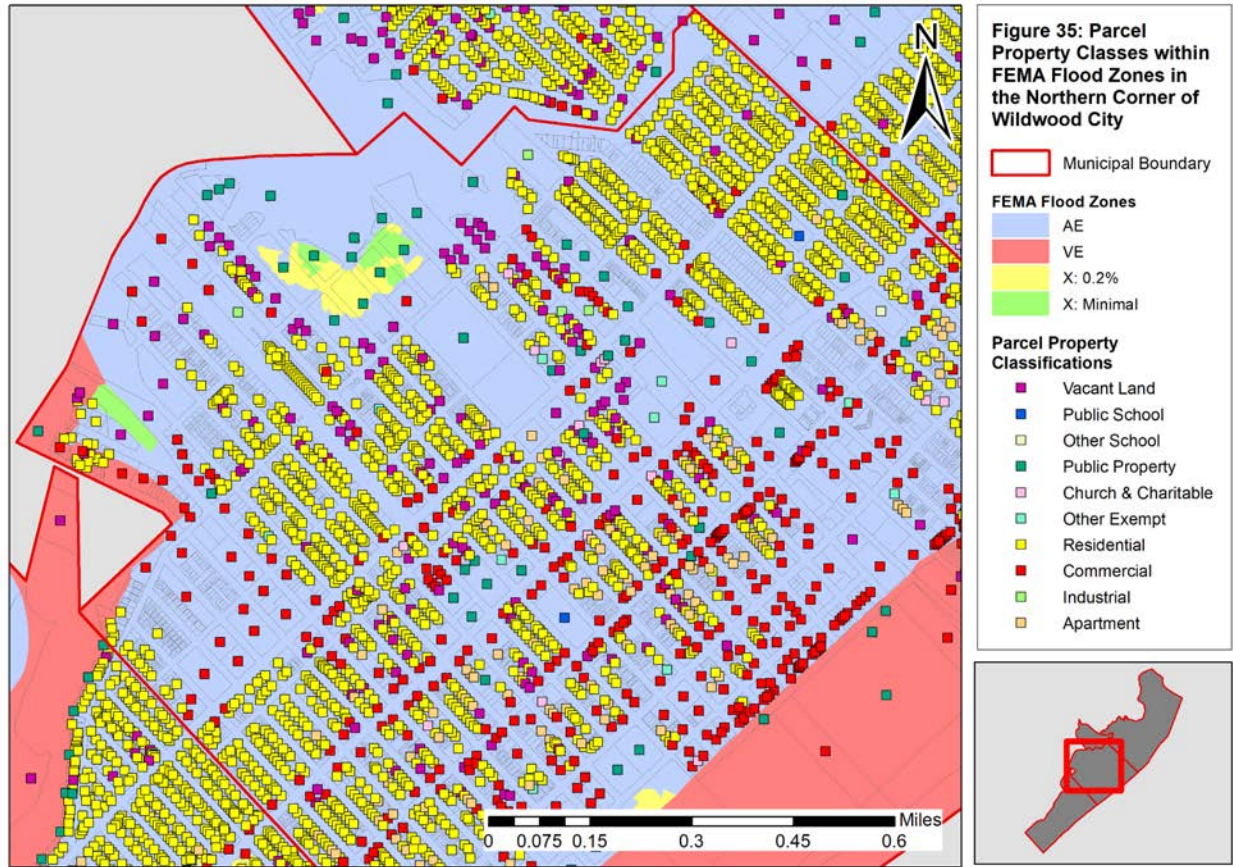 Figure 35: Parcel
Property Classes within
FEMA Flood Zones in
the Northern Corner of
Wildwood City
Municipal Boundary
FEMA Flood Zones
AE
VE
X: 0.2%
X: Minimal
Parcel Property
Classifications
Vacant Land
Public School
Other School
Public Property
Church & Charitable
Other Exempt
Residential
Commercial
Industrial
Apartment
N
Miles
0 0.075 0.15 0.3 0.45 0.6